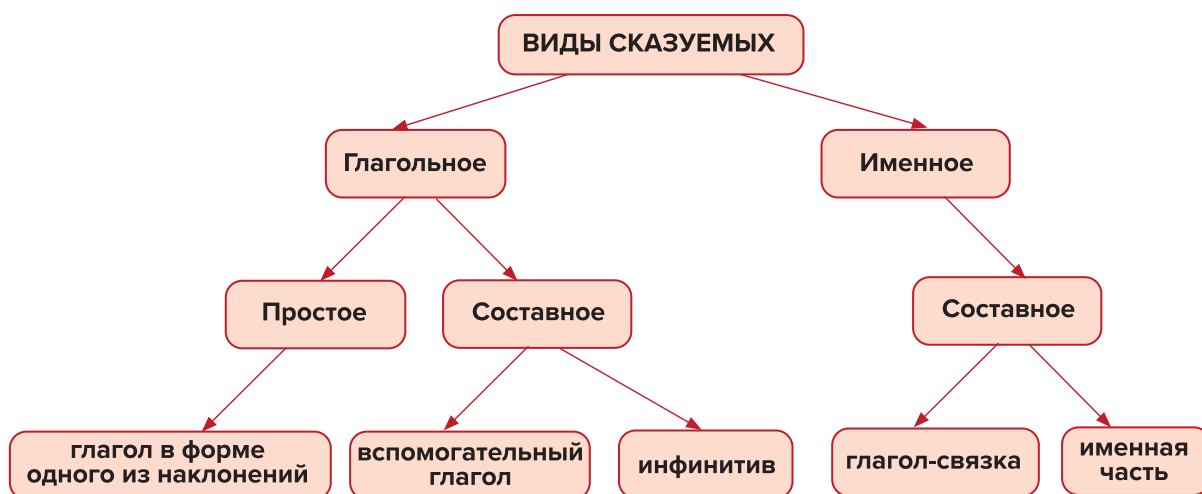 ВИДЫ СКАЗУЕМЫХ
Глагольное
Именное
Простое
Составное
Составное
глагол в форме
одного из наклонений
вспомогательный
глагол
инфинитив
глагол-связка
именная
часть